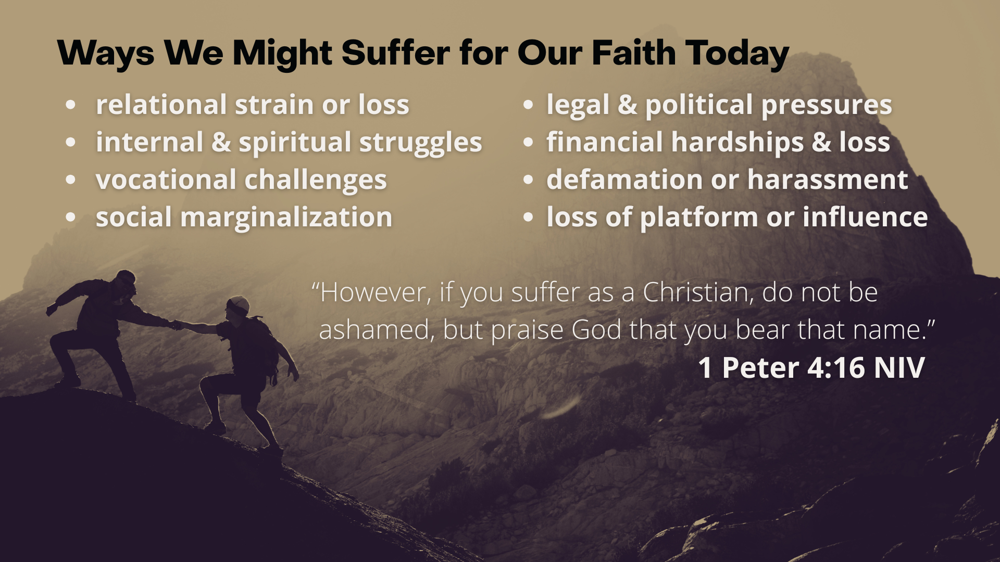 Ways We Might Suffer for Our Faith Today
• relational strain or loss
• internal & spiritual struggles
• vocational challenges
• social marginalization
• legal & political pressures
• financial hardships & loss
• defamation or harassment
• loss of platform or influence
“However, if you suffer as a Christian, do not be
ashamed, but praise God that you bear that name.”
1 Peter 4:16 NIV